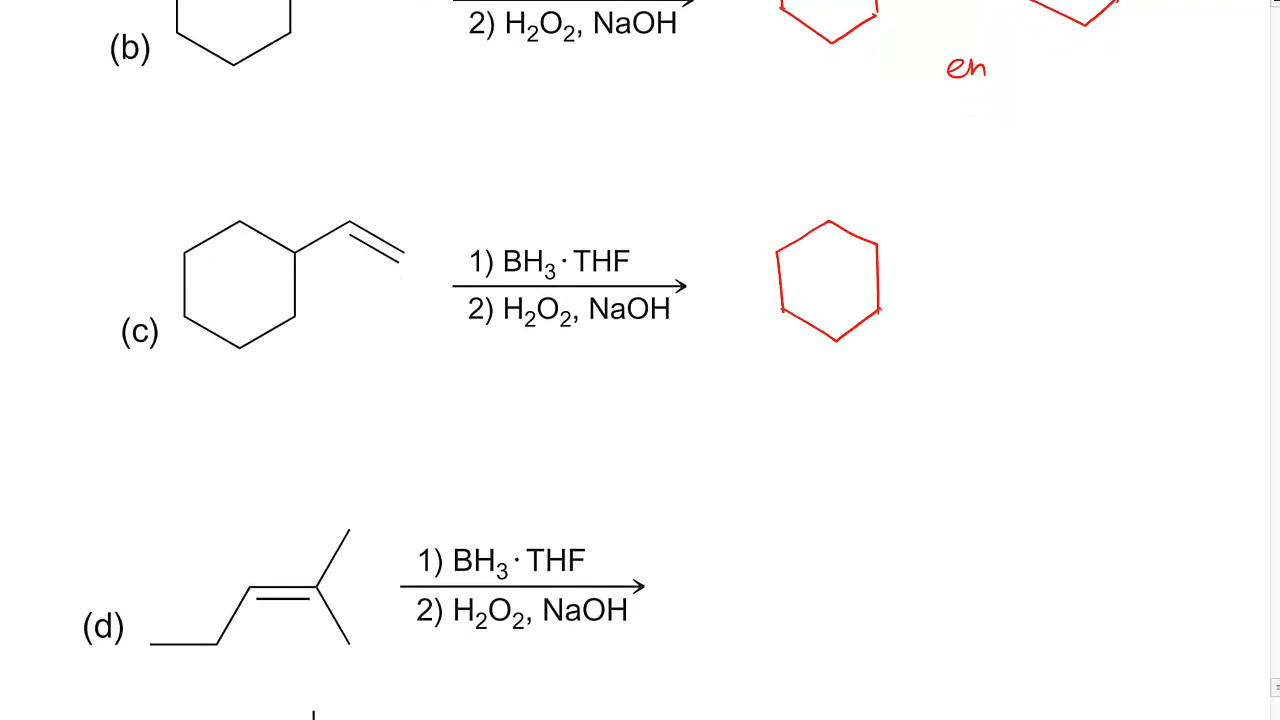 2) H₂O₂, NaOH
(b)
en
1) BH₃·THF
2) H₂O₂, NaOH
(c)
1) BH₃·THF
2) H₂O₂, NaOH
(d)